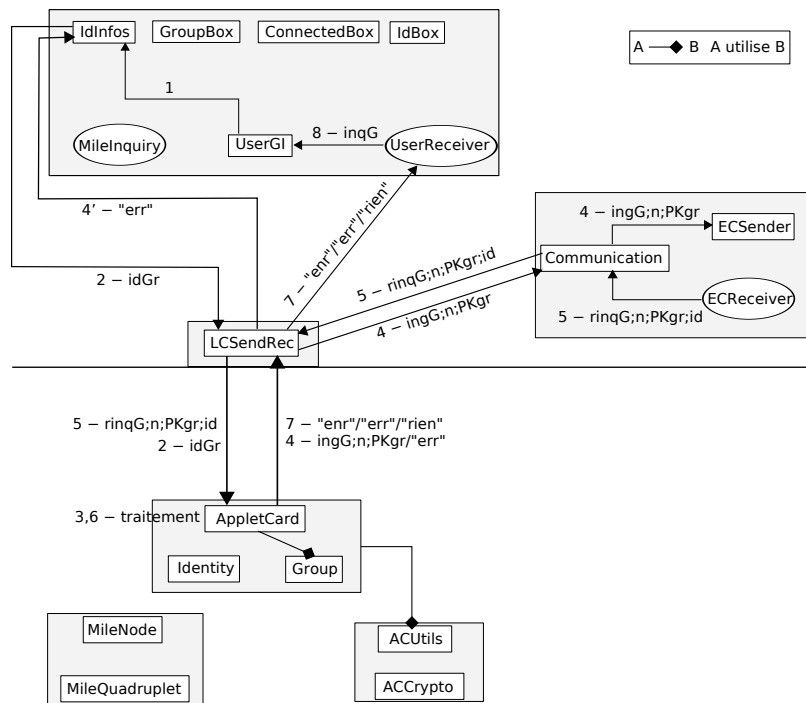 IdInfos
GroupBox
ConnectedBox
IdBox
A B A utilise B
1
MileInquiry
UserGI
8 − inqG
UserReceiver
4’ − "err"
7 − "enr"/"err"/"rien"
2 − idGr
4 − ingG;n;PKgr
ECSender
Communication
5 − rinqG;n;PKgr;id
4 − ingG;n;PKgr
ECReceiver
5 − rinqG;n;PKgr;id
LCSendRec
5 − rinqG;n;PKgr;id
2 − idGr
7 − "enr"/"err"/"rien"
4 − ingG;n;PKgr/"err"
3,6 − traitement
AppletCard
Identity
Group
MileNode
MileQuadruplet
ACUtils
ACCrypto